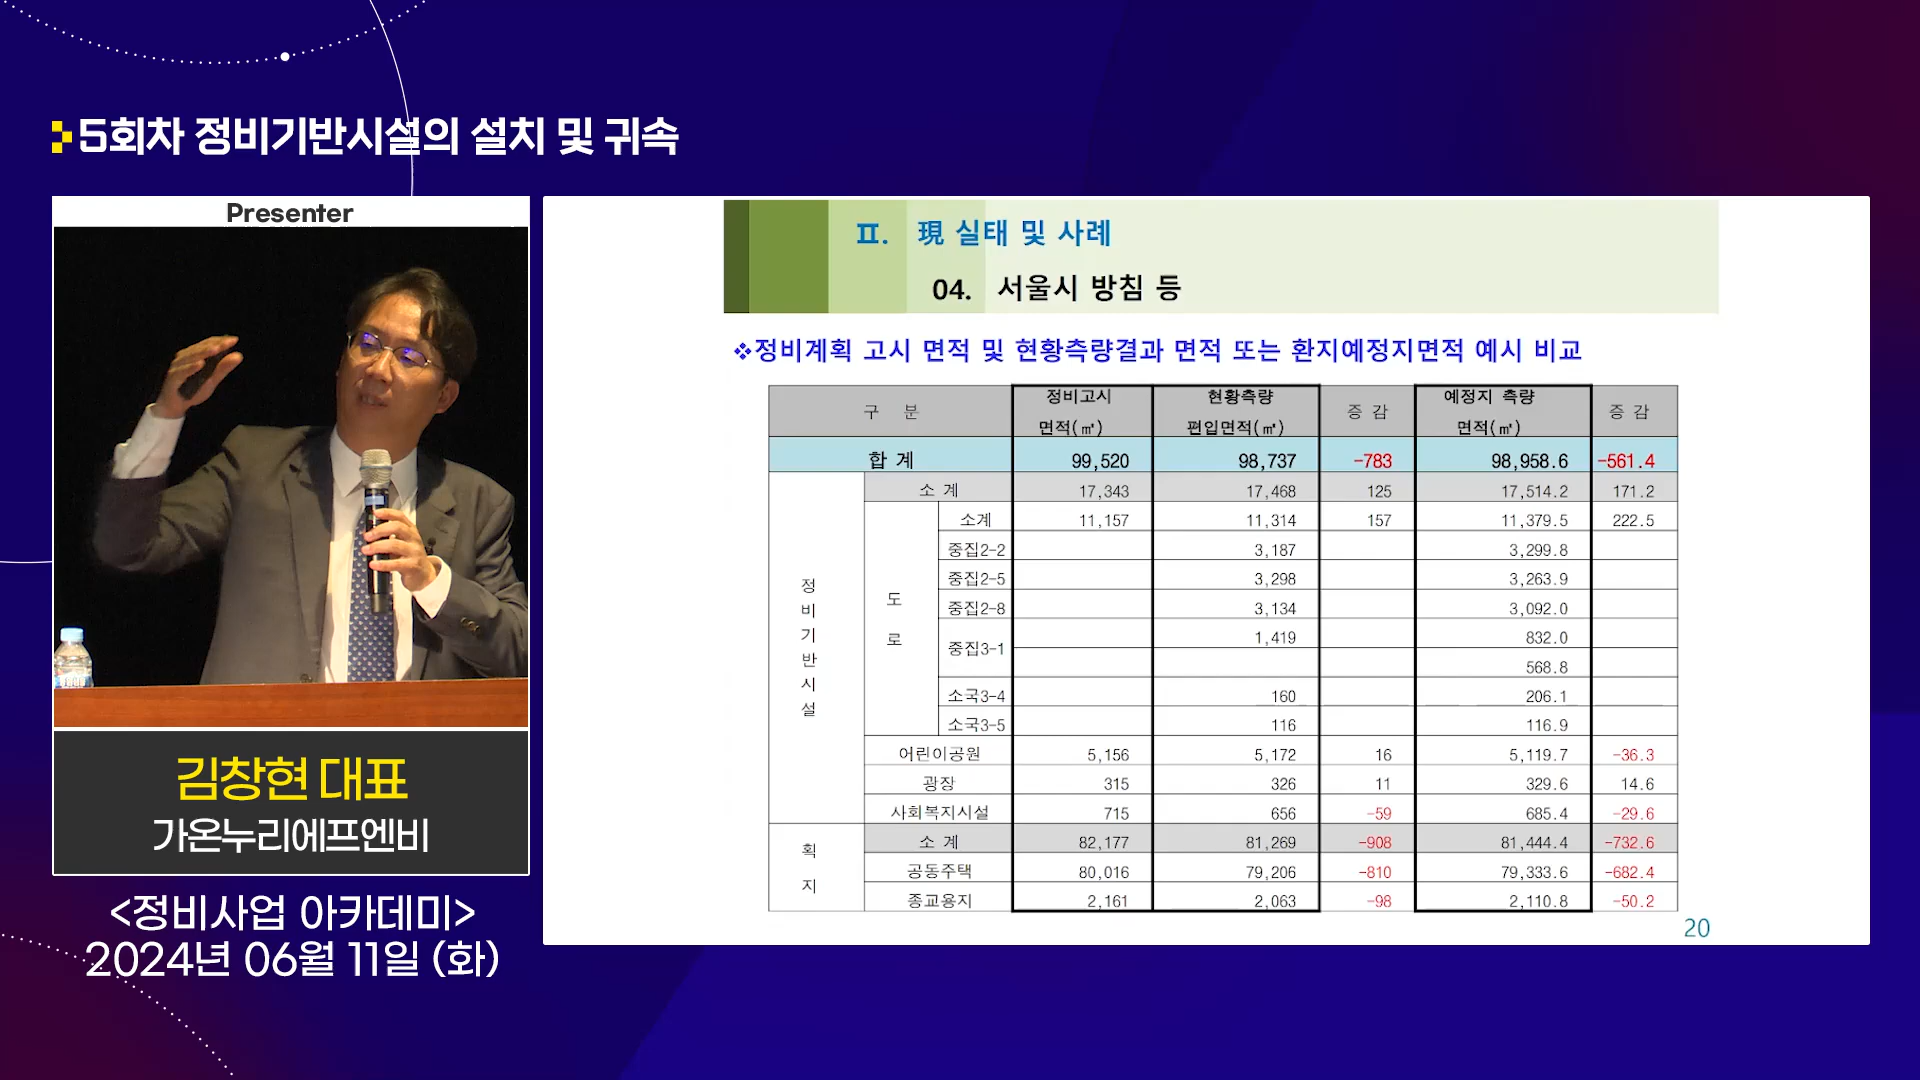 5회차 정비기반시설의 설치 및 귀속
Presenter
김창현 대표
가온누리에프엔비
<정비사업 아카데미>
2024년 06월 11일 (화)
Ⅱ. 現 실태 및 사례
04. 서울시 방침 등
❖정비계획 고시 면적 및 현황측량결과 면적 또는 환지예정지면적 예시 비교
구 분 정비고시 면적(㎡) 현황측량 편입면적(㎡) 증 감 예정지 측량 면적(㎡) 증 감
합 계 99,520 98,737 -783 98,958.6 -561.4
정비기반시설
소 계 17,343 17,468 125 17,514.2 171.2
도로
소계 11,157 11,314 157 11,379.5 222.5
중집2-2 3,187 3,299.8
중집2-5 3,298 3,263.9
중집2-8 3,134 3,092.0
중집3-1 1,419 832.0
568.8
소국3-4 160 206.1
소국3-5 116 116.9
어린이공원 5,156 5,172 16 5,119.7 -36.3
광장 315 326 11 329.6 14.6
사회복지시설 715 656 -59 685.4 -29.6
획지
소 계 82,177 81,269 -908 81,444.4 -732.6
공동주택 80,016 79,206 -810 79,333.6 -682.4
종교용지 2,161 2,063 -98 2,110.8 -50.2
20